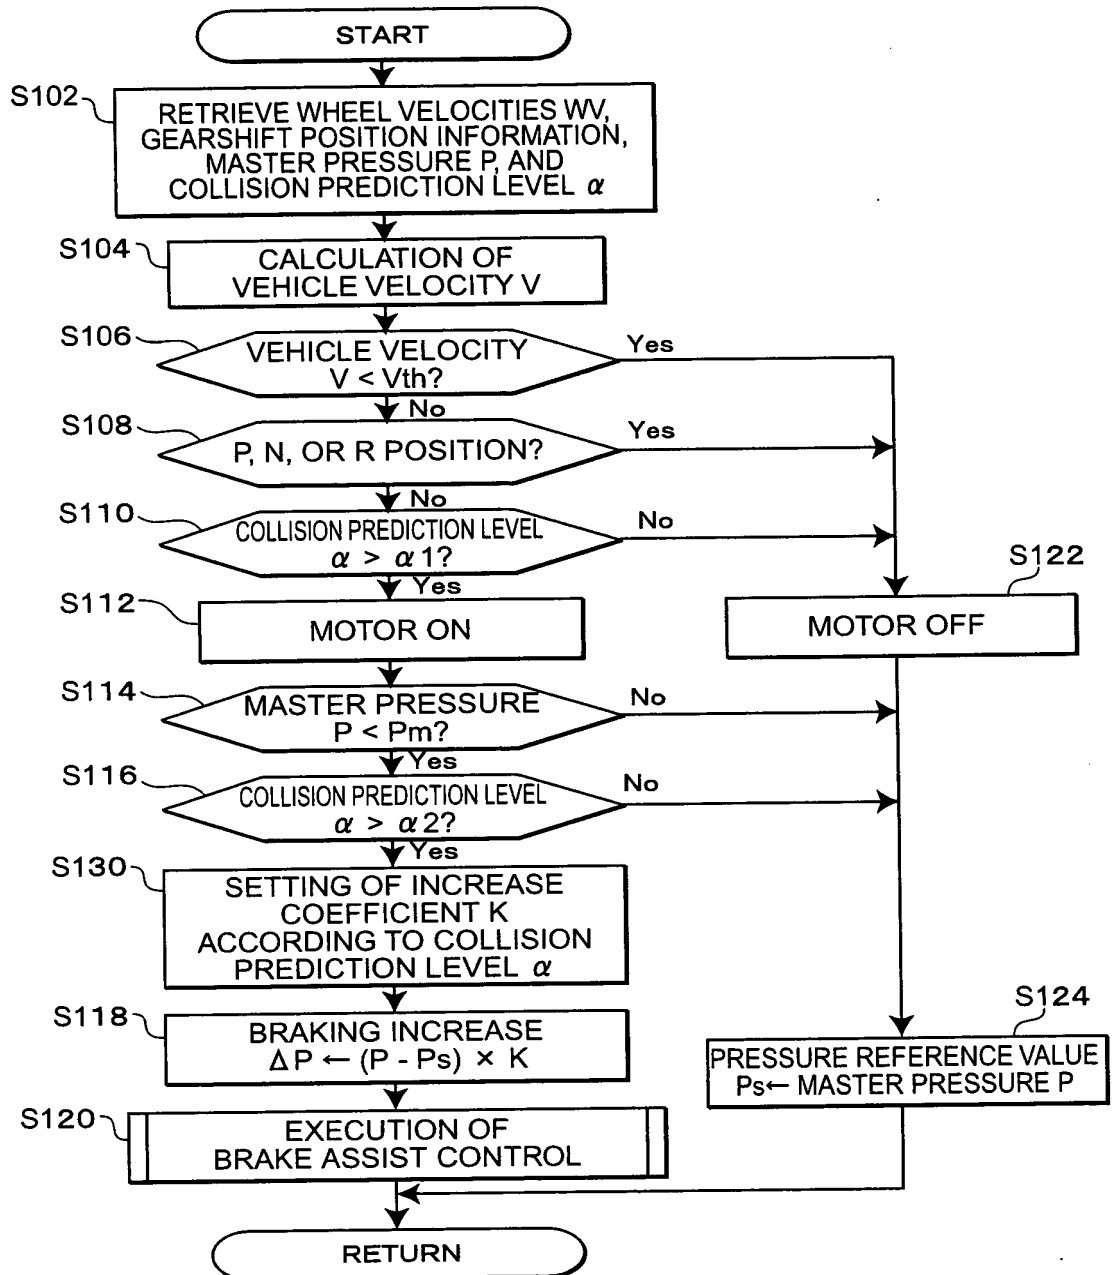 START
S102
RETRIEVE WHEEL VELOCITIES WV,
GEARSHIFT POSITION INFORMATION,
MASTER PRESSURE P, AND
COLLISION PREDICTION LEVEL α
S104
CALCULATION OF
VEHICLE VELOCITY V
S106
VEHICLE VELOCITY
V < Vth?
Yes
No
S108
P, N, OR R POSITION?
Yes
No
S110
COLLISION PREDICTION LEVEL
α > α1?
No
Yes
S112
MOTOR ON
S122
MOTOR OFF
S114
MASTER PRESSURE
P < Pm?
No
Yes
S116
COLLISION PREDICTION LEVEL
α > α2?
No
Yes
S130
SETTING OF INCREASE
COEFFICIENT K
ACCORDING TO COLLISION
PREDICTION LEVEL α
S118
BRAKING INCREASE
ΔP ← (P - Ps) × K
S124
PRESSURE REFERENCE VALUE
Ps← MASTER PRESSURE P
S120
EXECUTION OF
BRAKE ASSIST CONTROL
RETURN